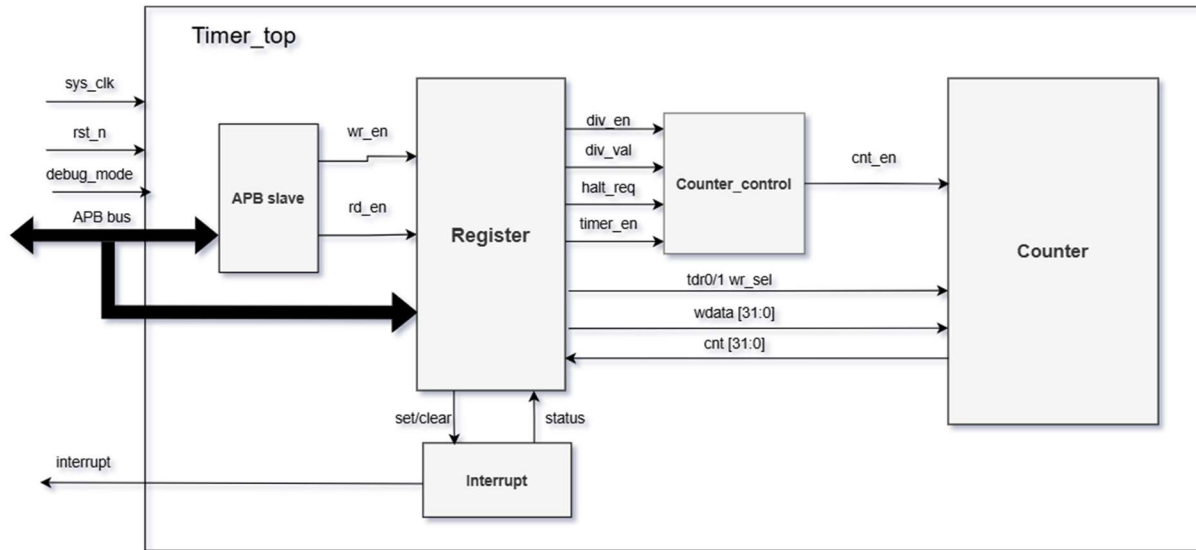 Timer_top
sys_clk
rst_n
debug_mode
APB bus
APB slave
wr_en
rd_en
Register
div_en
div_val
halt_req
timer_en
Counter_control
cnt_en
Counter
tdr0/1 wr_sel
wdata [31:0]
cnt [31:0]
set/clear
status
interrupt
Interrupt